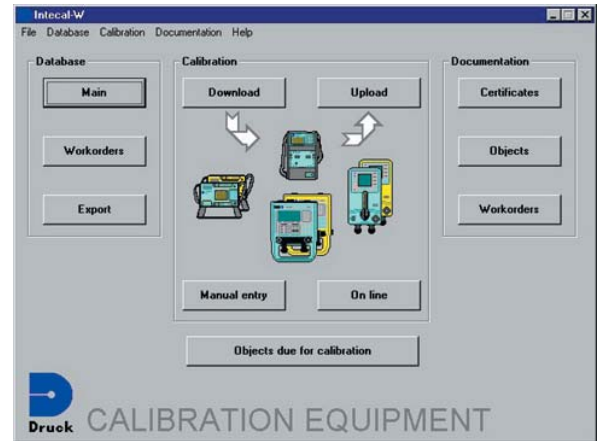 Intecal-W
File Database Calibration Documentation Help
Database
Main
Workorders
Export
Calibration
Download
Upload
Manual entry
On line
Documentation
Certificates
Objects
Workorders
Objects due for calibration
Druck
CALIBRATION EQUIPMENT